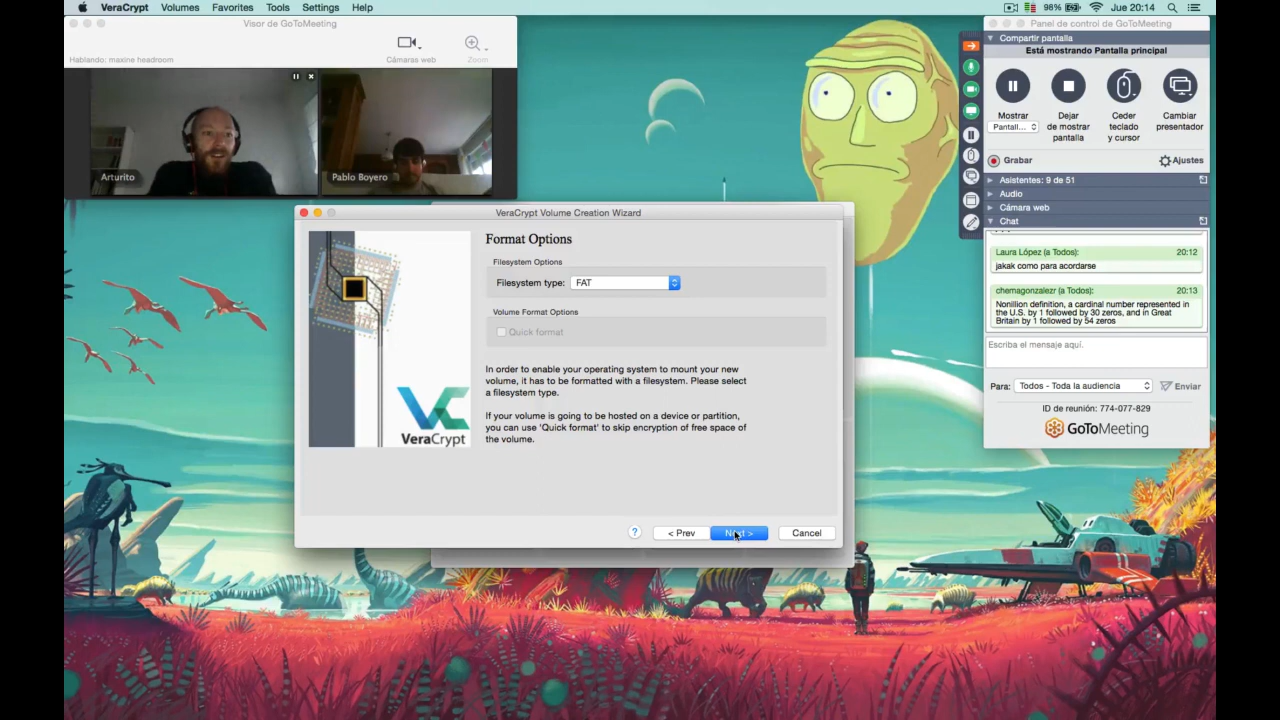 VeraCrypt Volumes Favorites Tools Settings Help
98% Jue 20:14
Visor de GoToMeeting
Hablando: maxine headroom
Cámaras web
Zoom
Arturito
Pablo Boyero
VeraCrypt Volume Creation Wizard
Format Options
Filesystem Options
Filesystem type: FAT
Volume Format Options
Quick format
In order to enable your operating system to mount your new
volume, it has to be formatted with a filesystem. Please select
a filesystem type.
If your volume is going to be hosted on a device or partition,
you can use 'Quick format' to skip encryption of free space of
the volume.
VeraCrypt
?
< Prev
Next >
Cancel
Panel de control de GoToMeeting
Compartir pantalla
Está mostrando Pantalla principal
Mostrar
Pantall...
Dejar
de mostrar
pantalla
Ceder
teclado
y cursor
Cambiar
presentador
Grabar
Ajustes
Asistentes: 9 de 51
Audio
Cámara web
Chat
Laura López (a Todos): 20:12
jakak como para acordarse
chemagonzalezr (a Todos): 20:13
Nonillion definition, a cardinal number represented in
the U.S. by 1 followed by 30 zeros, and in Great
Britain by 1 followed by 54 zeros
Escriba el mensaje aquí.
Para: Todos - Toda la audiencia
Enviar
ID de reunión: 774-077-829
GoToMeeting